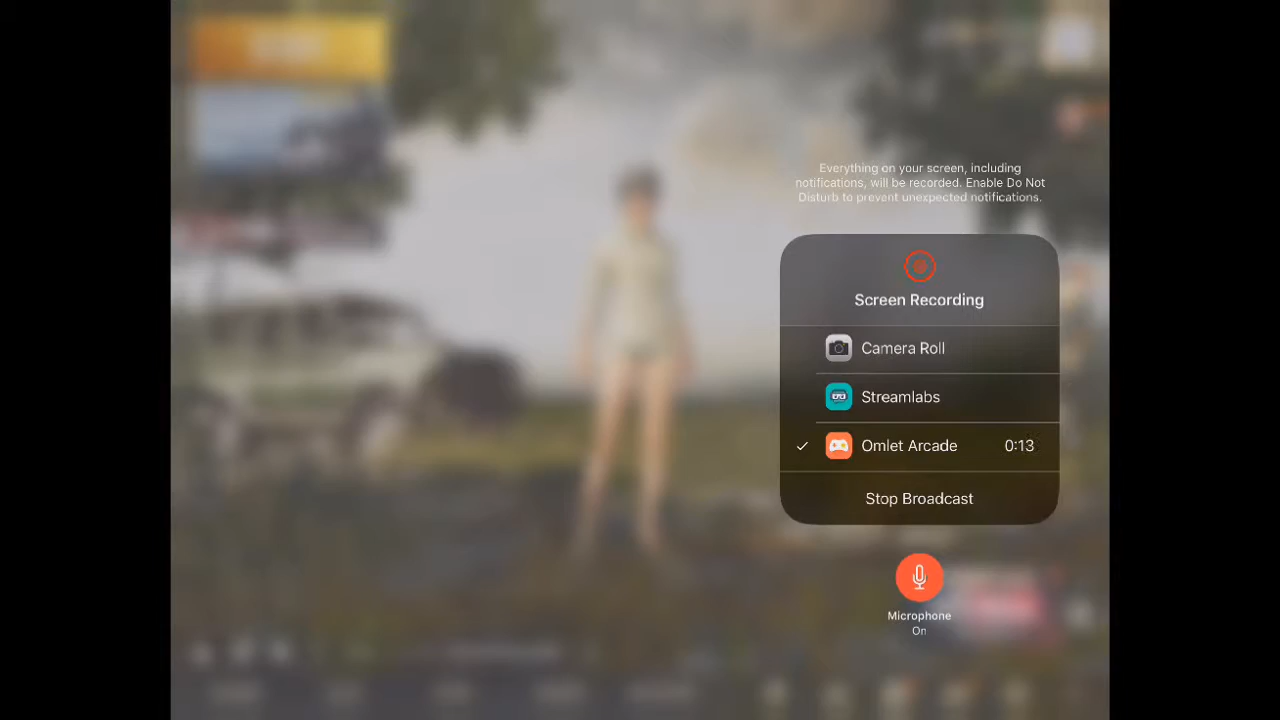 Everything on your screen, including
notifications, will be recorded. Enable Do Not
Disturb to prevent unexpected notifications.
Screen Recording
Camera Roll
Streamlabs
Omlet Arcade 0:13
Stop Broadcast
Microphone
On